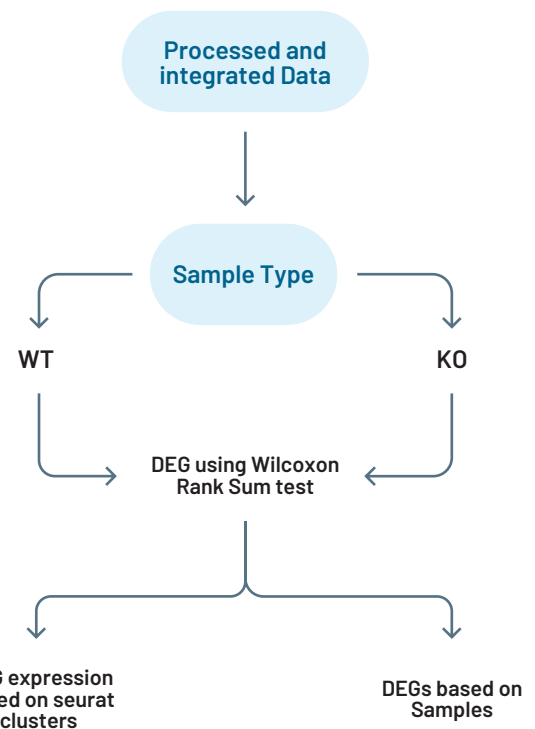 Processed and
integrated Data
Sample Type
WT
KO
DEG using Wilcoxon
Rank Sum test
G expression
ed on seurat
clusters
DEGs based on
Samples